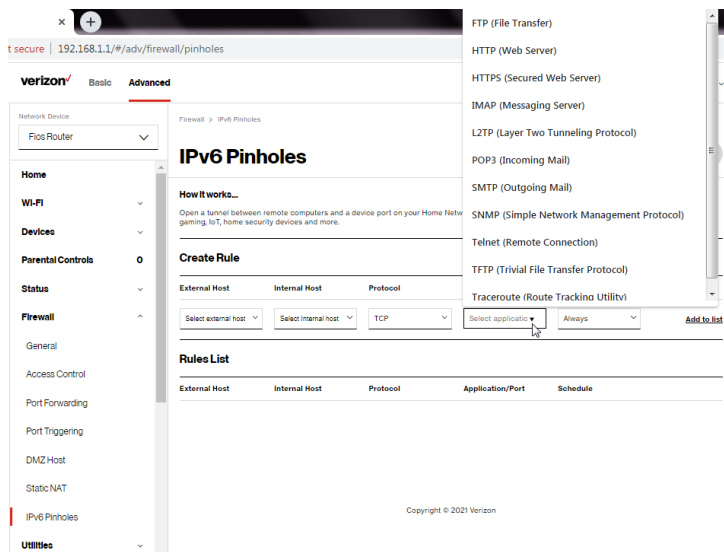 t secure | 192.168.1.1/#/adv/firewall/pinholes
verizon Basic Advanced
Network Device
Fios Router
Home
Wi-Fi
Devices
Parental Controls 0
Status
Firewall
General
Access Control
Port Forwarding
Port Triggering
DMZ Host
Static NAT
IPv6 Pinholes
Utilities
Firewall > IPv6 Pinholes
IPv6 Pinholes
How it works...
Open a tunnel between remote computers and a device port on your Home Netw
gaming, IoT, home security devices and more.
Create Rule
External Host Internal Host Protocol
Select external host Select Internal host TCP Select applicatic Always Add to list
FTP (File Transfer)
HTTP (Web Server)
HTTPS (Secured Web Server)
IMAP (Messaging Server)
L2TP (Layer Two Tunneling Protocol)
POP3 (Incoming Mail)
SMTP (Outgoing Mail)
SNMP (Simple Network Management Protocol)
Telnet (Remote Connection)
TFTP (Trivial File Transfer Protocol)
Traceroute (Route Tracking Utility)
Rules List
External Host Internal Host Protocol Application/Port Schedule
Copyright © 2021 Verizon